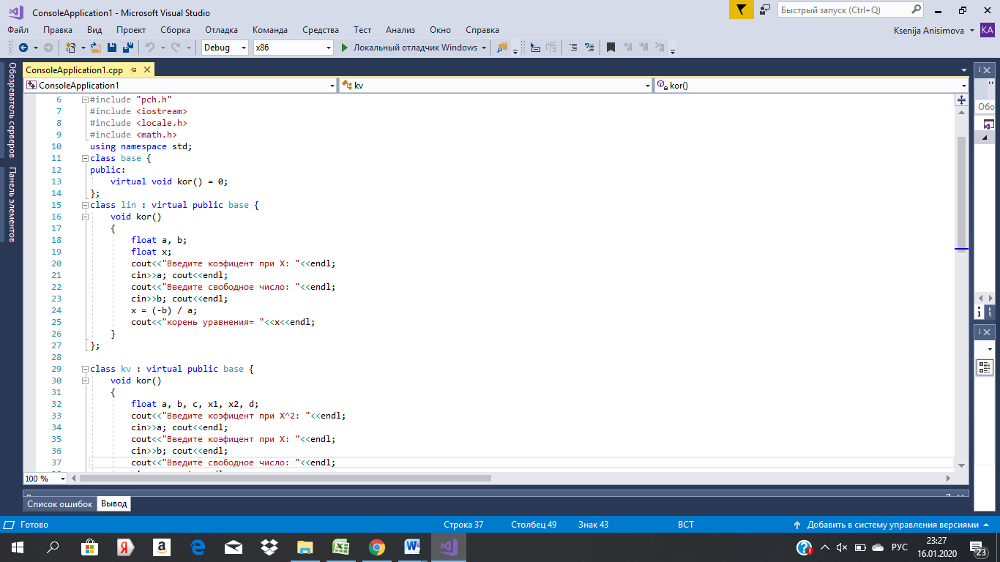 ConsoleApplication1 - Microsoft Visual Studio
Быстрый запуск (Ctrl+Q)
Файл Правка Вид Проект Сборка Отладка Команда Средства Тест Анализ Окно Справка
Ksenija Anisimova KA
Debug x86 Локальный отладчик Windows
Обозреватель серверов
Панель элементов
ConsoleApplication1.cpp
ConsoleApplication1 kv kor()
Обо
6 #include "pch.h"
7 #include <iostream>
8 #include <locale.h>
9 #include <math.h>
10 using namespace std;
11 class base {
12 public:
13 virtual void kor() = 0;
14 };
15 class lin : virtual public base {
16 void kor()
17 {
18 float a, b;
19 float x;
20 cout<<"Введите коэфицент при X: "<<endl;
21 cin>>a; cout<<endl;
22 cout<<"Введите свободное число: "<<endl;
23 cin>>b; cout<<endl;
24 x = (-b) / a;
25 cout<<"корень уравнения= "<<x<<endl;
26 }
27 };
28
29 class kv : virtual public base {
30 void kor()
31 {
32 float a, b, c, x1, x2, d;
33 cout<<"Введите коэфицент при X^2: "<<endl;
34 cin>>a; cout<<endl;
35 cout<<"Введите коэфицент при X: "<<endl;
36 cin>>b; cout<<endl;
37 cout<<"Введите свободное число: "<<endl;
100 %
Список ошибок Вывод
Готово Строка 37 Столбец 49 Знак 43 ВСТ Добавить в систему управления версиями
РУС
23:27
16.01.2020
23